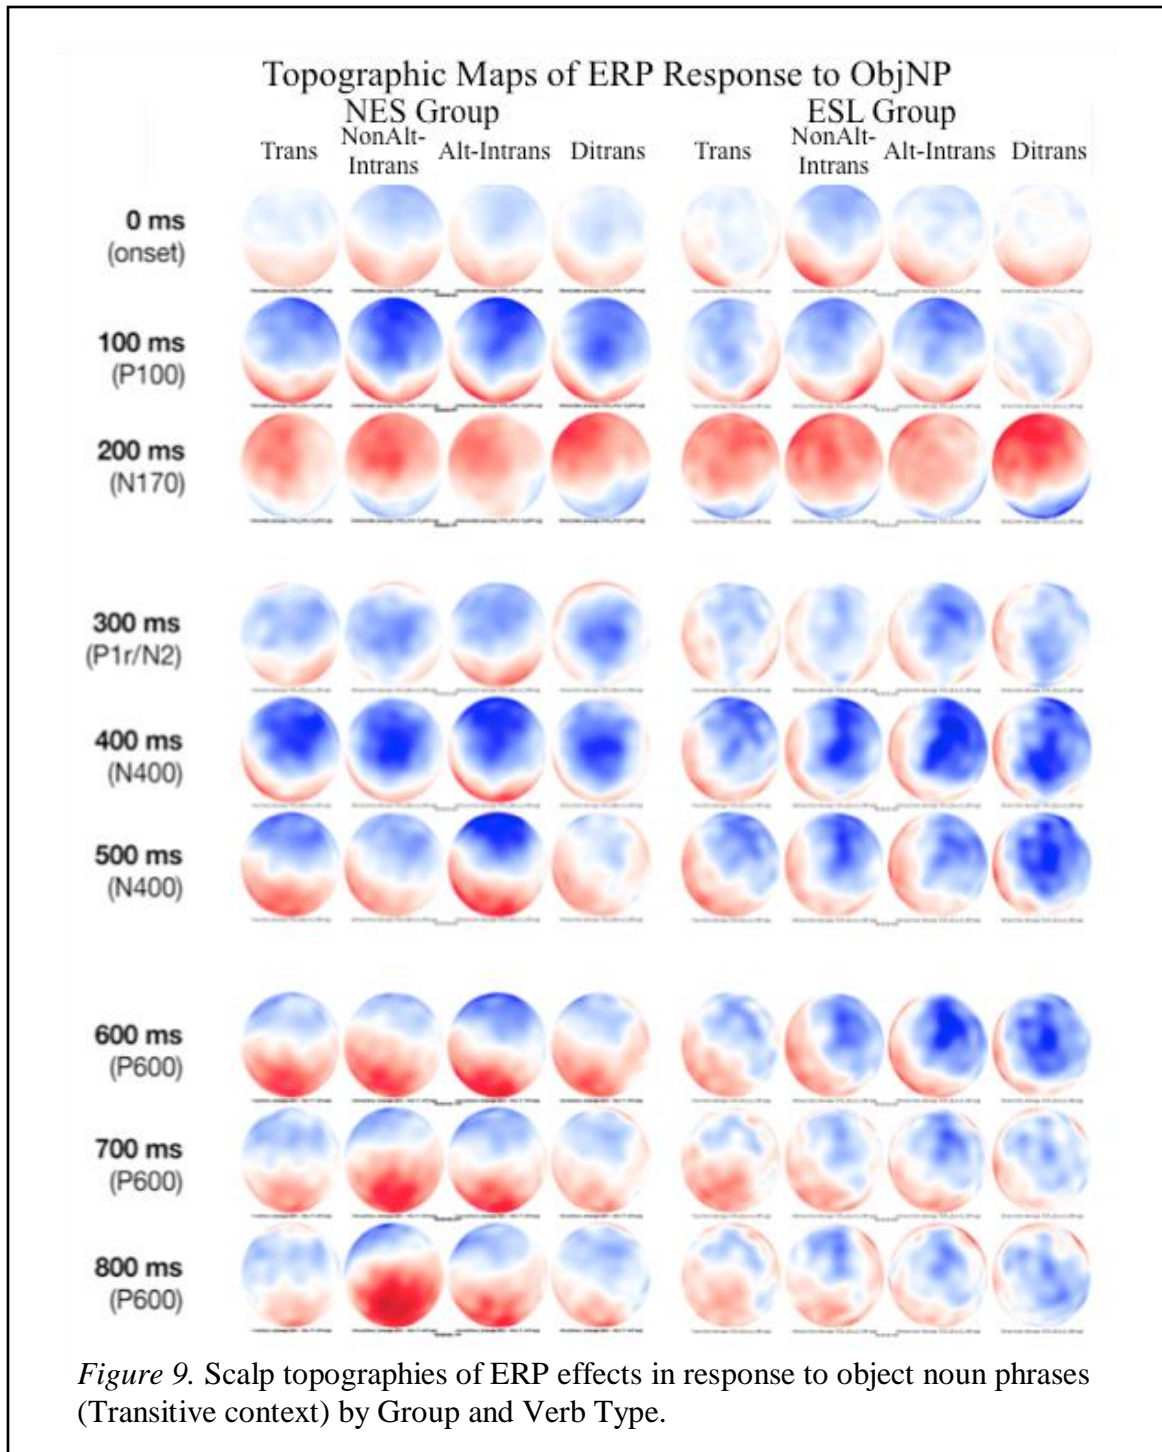 Topographic Maps of ERP Response to ObjNP
NES Group ESL Group
Trans NonAlt-Intrans Alt-Intrans Ditrans Trans NonAlt-Intrans Alt-Intrans Ditrans
0 ms
(onset)
100 ms
(P100)
200 ms
(N170)
300 ms
(P1r/N2)
400 ms
(N400)
500 ms
(N400)
600 ms
(P600)
700 ms
(P600)
800 ms
(P600)
Figure 9. Scalp topographies of ERP effects in response to object noun phrases
(Transitive context) by Group and Verb Type.